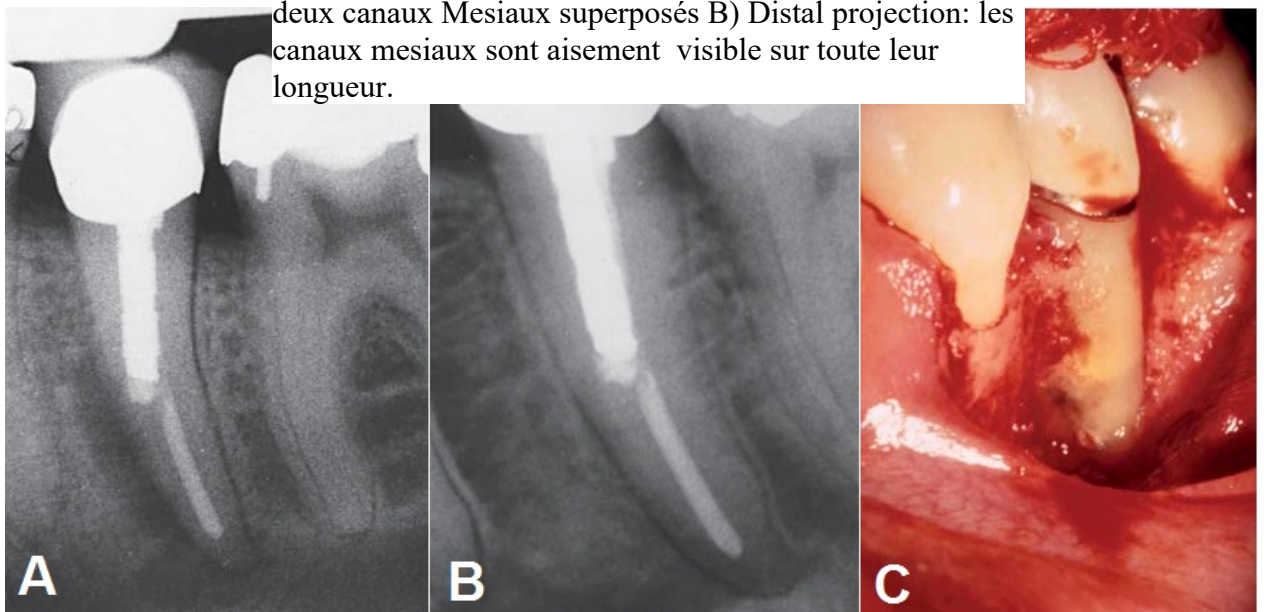 deux canaux Mesiaux superposés B) Distal projection: les
canaux mesiaux sont aisement visible sur toute leur
longueur.
A
B
C